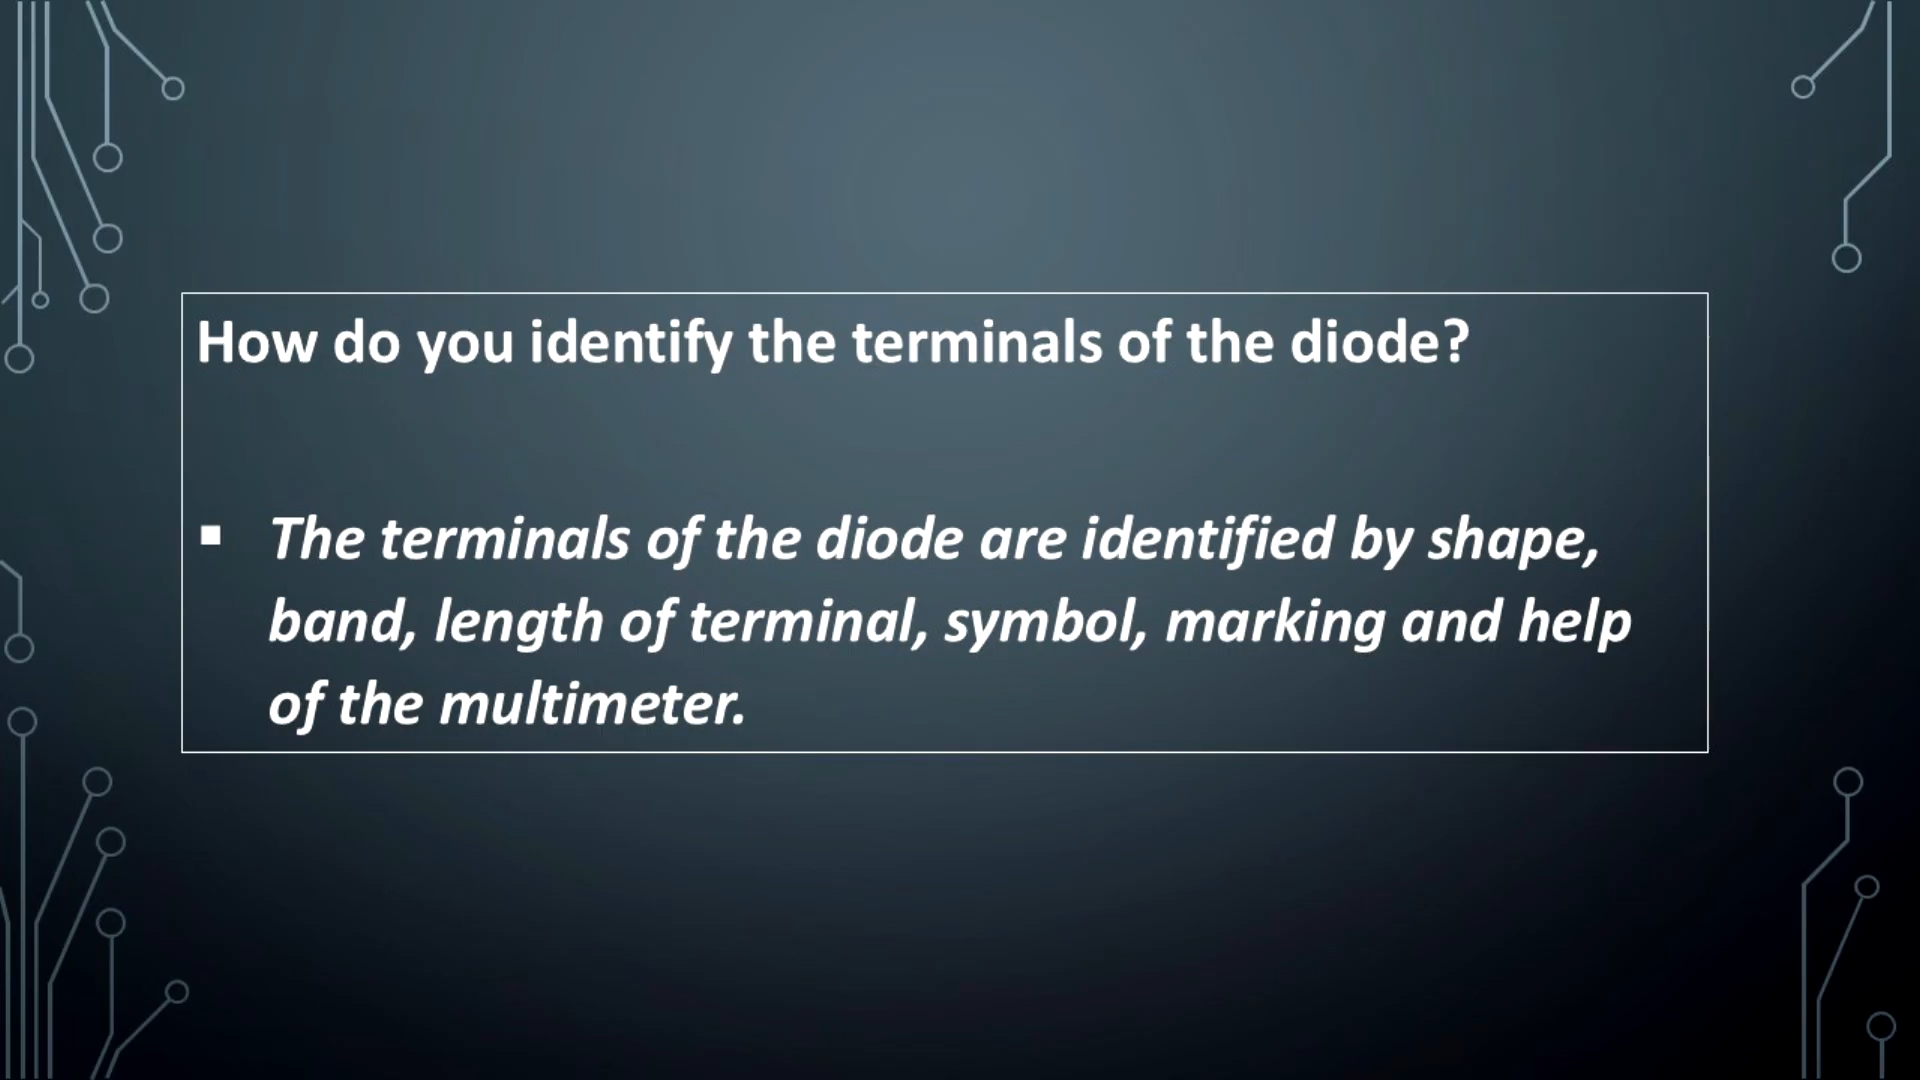 How do you identify the terminals of the diode?
▪ The terminals of the diode are identified by shape,
band, length of terminal, symbol, marking and help
of the multimeter.